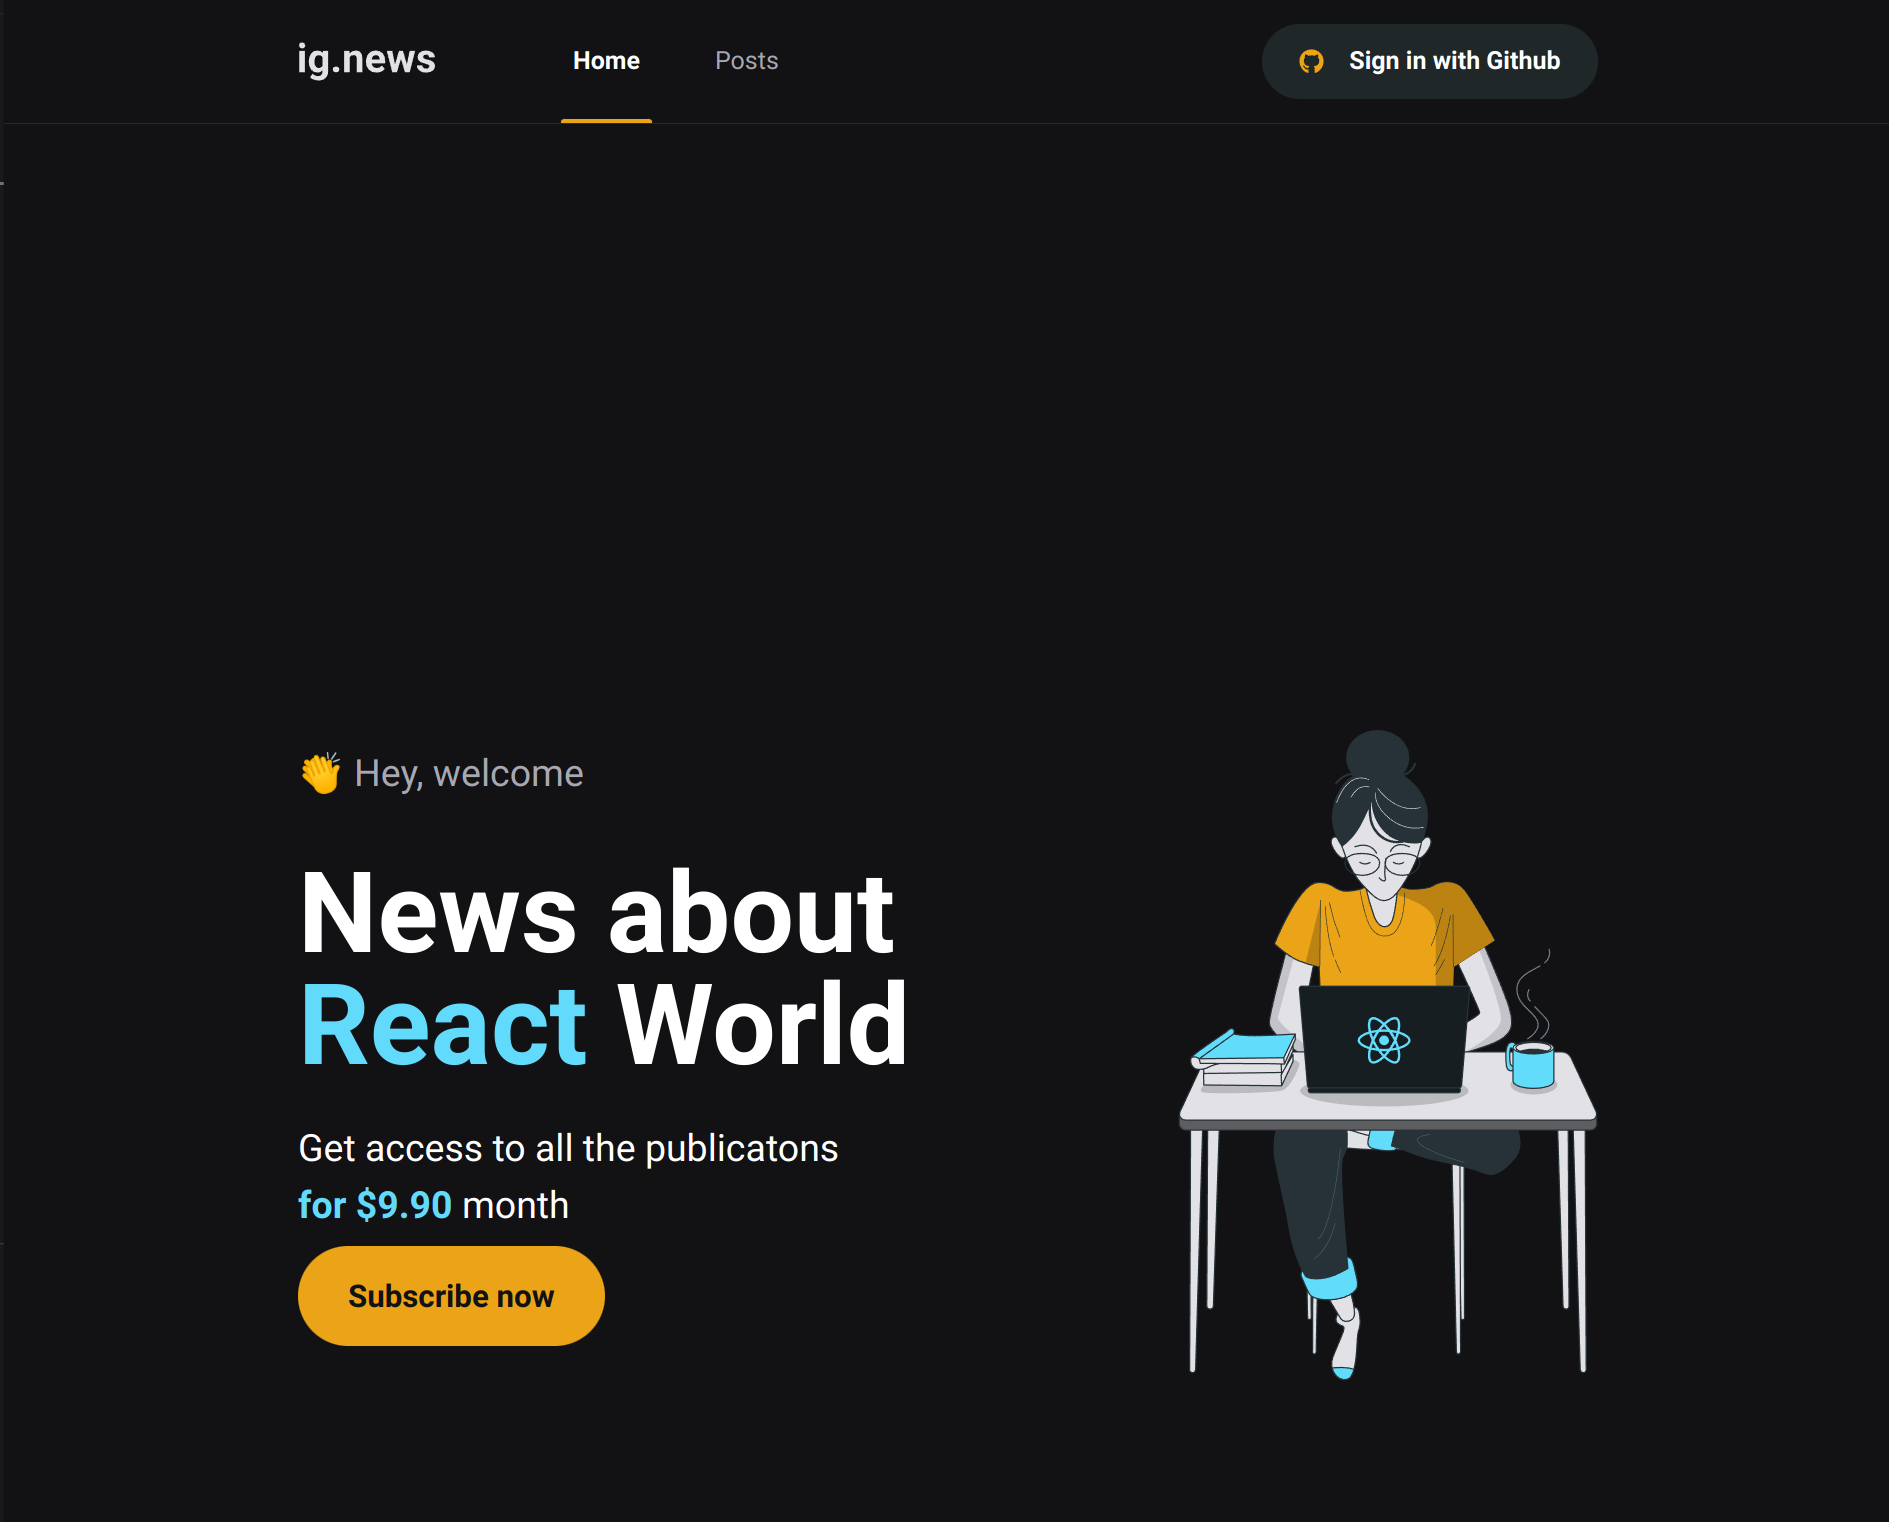 ig.news
Home
Posts
Sign in with Github
👏 Hey, welcome
News about
React World
Get access to all the publicatons
for $9.90 month
Subscribe now